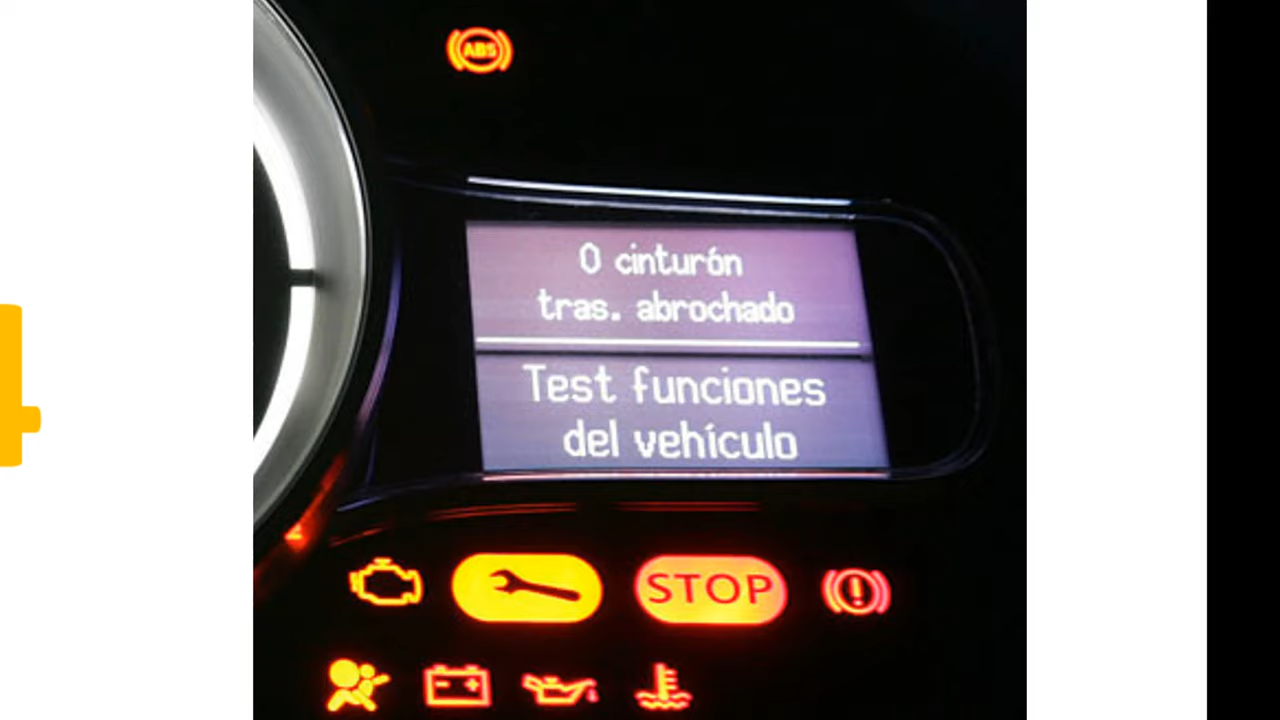 ABS
0 cinturón
tras. abrochado
Test funciones
del vehículo
STOP